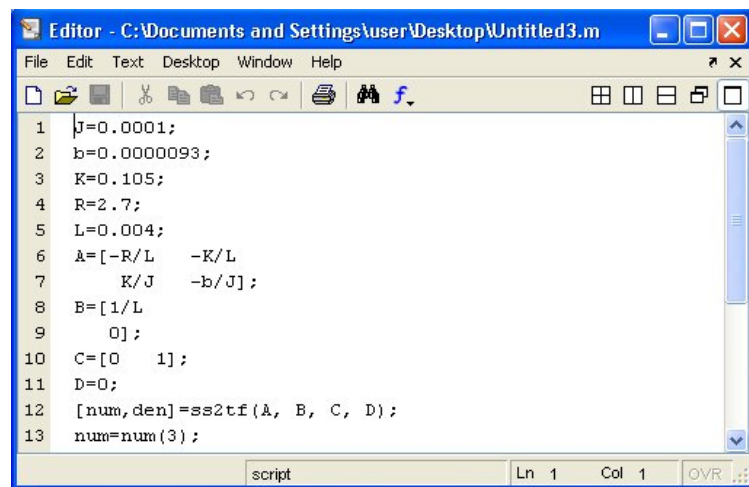 Editor - C:\Documents and Settings\user\Desktop\Untitled3.m
File Edit Text Desktop Window Help
1 J=0.0001;
2 b=0.0000093;
3 K=0.105;
4 R=2.7;
5 L=0.004;
6 A=[-R/L -K/L
7 K/J -b/J];
8 B=[1/L
9 0];
10 C=[0 1];
11 D=0;
12 [num,den]=ss2tf(A, B, C, D);
13 num=num(3);
script Ln 1 Col 1 OVR